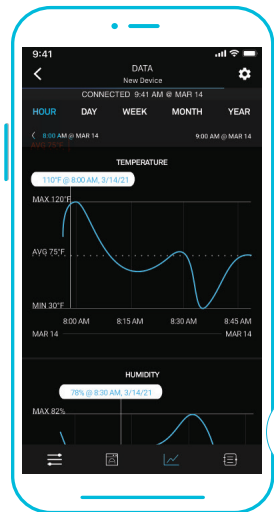 9:41
DATA
New Device
CONNECTED 9:41 AM @ MAR 14
HOUR DAY WEEK MONTH YEAR
8:00 AM @ MAR 14 9:00 AM @ MAR 14
AVG 75°F
TEMPERATURE
110°F @ 8:00 AM, 3/14/21
MAX 120°F
AVG 75°F
MIN 30°F
8:00 AM 8:15 AM 8:30 AM 8:45 AM
MAR 14 MAR 14
HUMIDITY
78% @ 8:30 AM, 3/14/21
MAX 82%